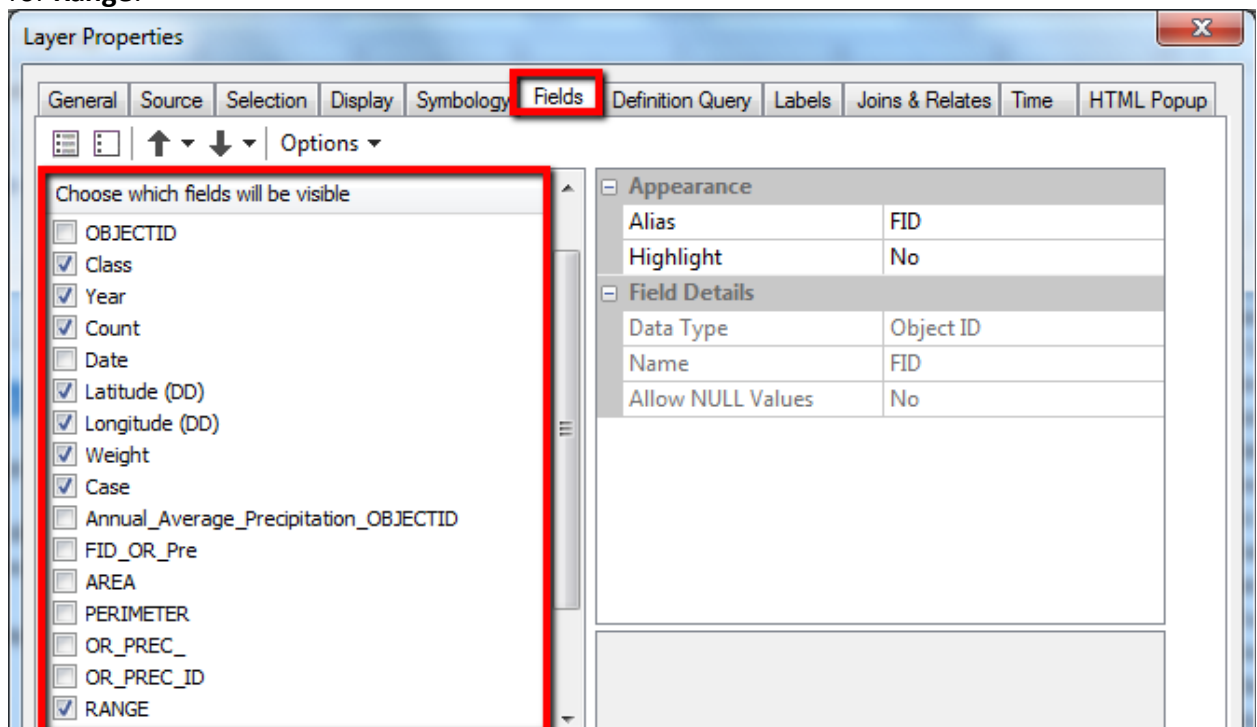 for Range.
Layer Properties
General Source Selection Display Symbology Fields Definition Query Labels Joins & Relates Time HTML Popup
Options
Choose which fields will be visible
OBJECTID
Class
Year
Count
Date
Latitude (DD)
Longitude (DD)
Weight
Case
Annual_Average_Precipitation_OBJECTID
FID_OR_Pre
AREA
PERIMETER
OR_PREC_
OR_PREC_ID
RANGE
Appearance
Alias FID
Highlight No
Field Details
Data Type Object ID
Name FID
Allow NULL Values No